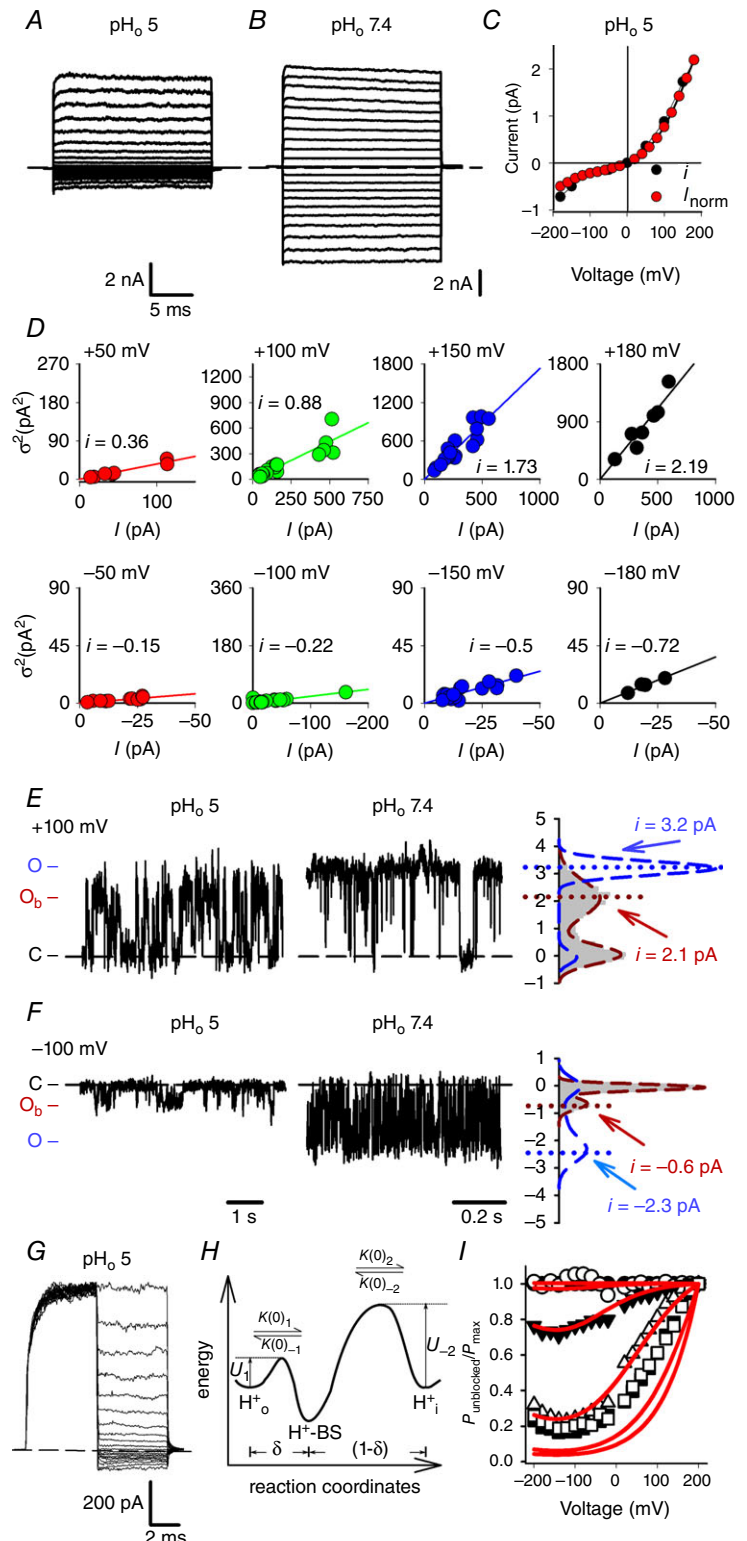 A
pHo 5
B
pHo 7.4
C
pHo 5
2 nA
5 ms
2 nA
Current (pA)
2
1
0
−1
i
Inorm
−200 −100 0 100 200
Voltage (mV)
D
+50 mV
+100 mV
+150 mV
+180 mV
σ2(pA2)
270
180
90
0
i = 0.36
0 100
I (pA)
1200
900
600
300
0
i = 0.88
0 250 500 750
I (pA)
1800
1200
600
0
i = 1.73
0 500 1000
I (pA)
1800
900
0
i = 2.19
0 500 1000
I (pA)
−50 mV
−100 mV
−150 mV
−180 mV
σ2(pA2)
90
45
0
i = −0.15
0 −25 −50
I (pA)
360
180
0
i = −0.22
0 −100 −200
I (pA)
90
45
0
i = −0.5
0 −25 −50
I (pA)
90
45
0
i = −0.72
0 −25 −50
I (pA)
E
pHo 5
pHo 7.4
+100 mV
O
Ob
C
5
4
3
2
1
0
−1
i = 3.2 pA
i = 2.1 pA
F
pHo 5
pHo 7.4
−100 mV
C
Ob
O
1
0
−1
−2
−3
−4
−5
i = −0.6 pA
i = −2.3 pA
1 s
0.2 s
G
pHo 5
200 pA
2 ms
H
energy
K(0)1
K(0)−1
K(0)2
K(0)−2
U1
U−2
H+o
H+-BS
H+i
δ
(1-δ)
reaction coordinates
I
Punblocked/Pmax
1.0
0.8
0.6
0.4
0.2
0.0
−200 −100 0 100 200
Voltage (mV)